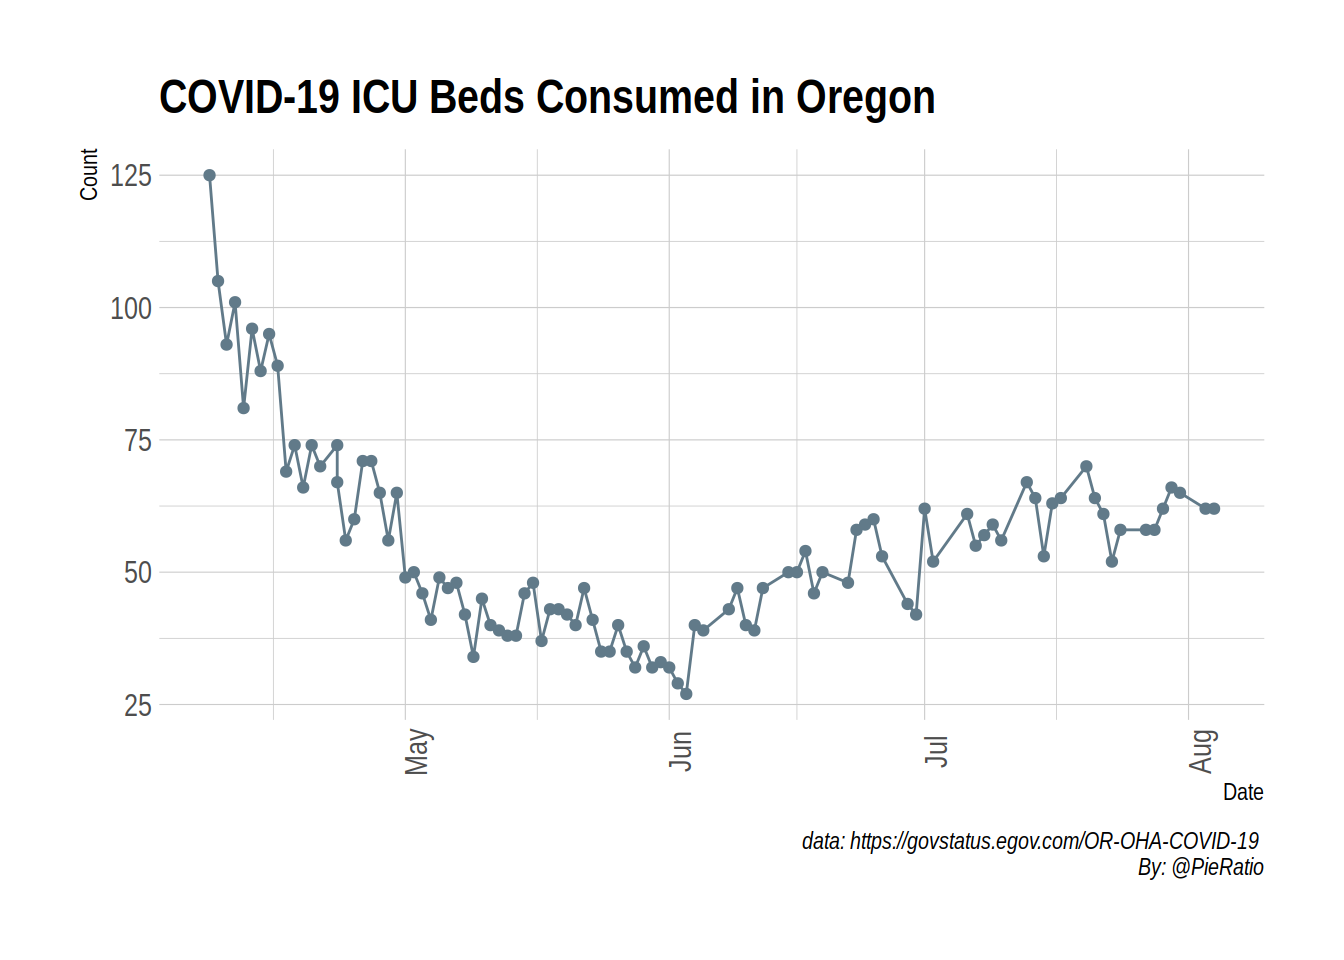 COVID-19 ICU Beds Consumed in Oregon
Count
125
100
75
50
25
May
Jun
Jul
Aug
Date
data: https://govstatus.egov.com/OR-OHA-COVID-19
By: @PieRatio